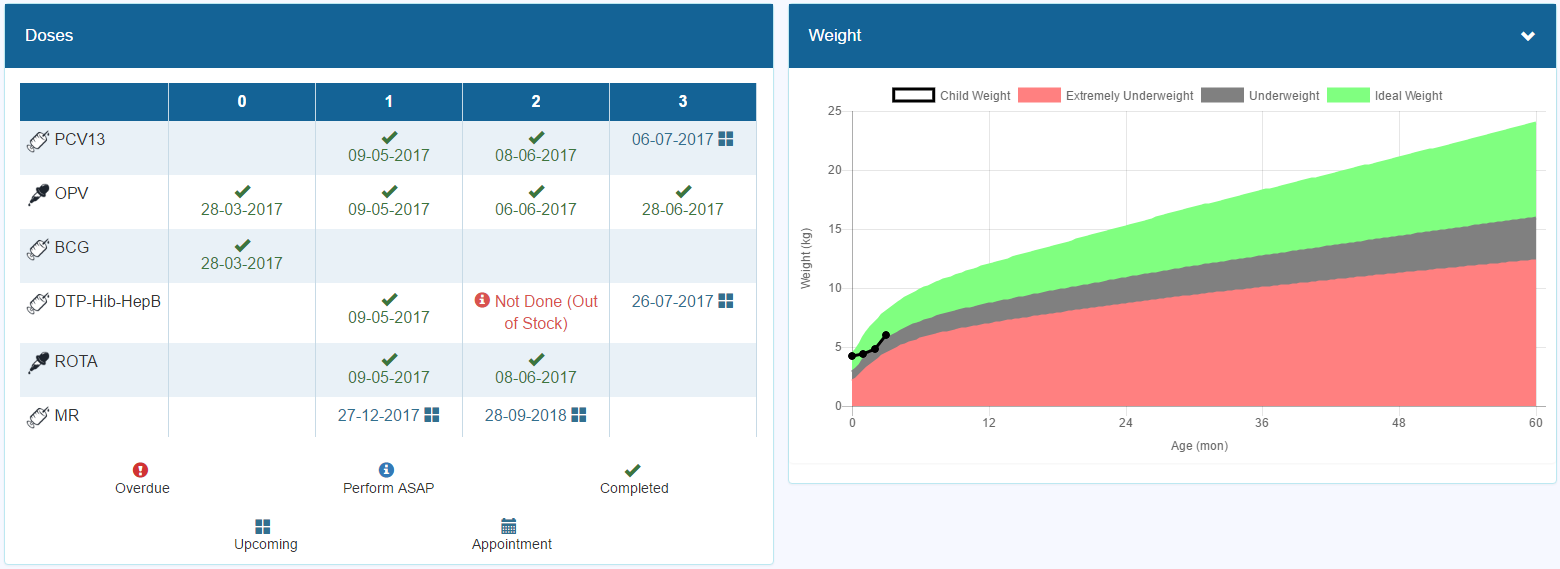 Doses
0 1 2 3
PCV13 06-07-2017
09-05-2017 08-06-2017
OPV
28-03-2017 09-05-2017 06-06-2017 28-06-2017
BCG
28-03-2017
DTP-Hib-HepB Not Done (Out 26-07-2017
09-05-2017 of Stock)
ROTA
09-05-2017 08-06-2017
MR 27-12-2017 28-09-2018
Overdue Perform ASAP Completed
Upcoming Appointment
Weight
Child Weight Extremely Underweight Underweight Ideal Weight
25
20
15
10
5
0
Weight (kg)
0 12 24 36 48 60
Age (mon)